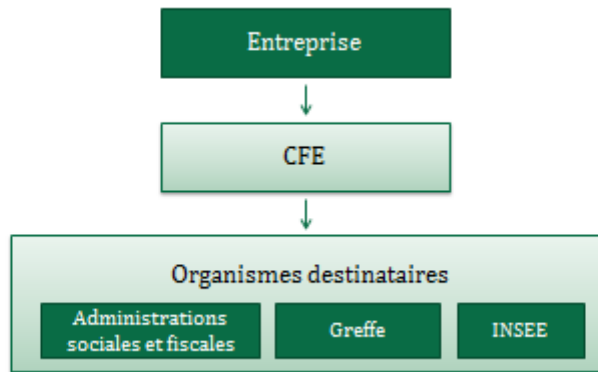 Entreprise
CFE
Organismes destinataires
Administrations
sociales et fiscales
Greffe
INSEE